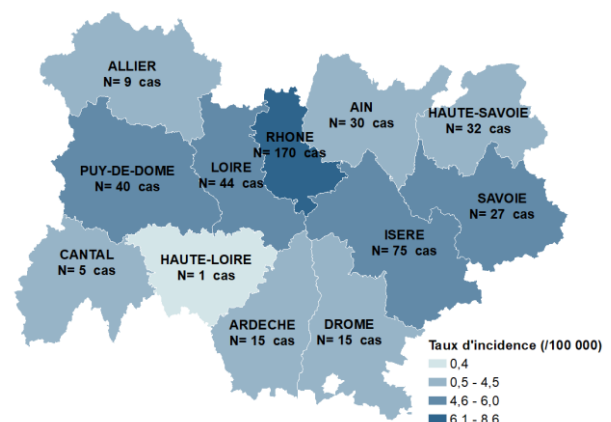 ALLIER
N= 9 cas
AIN
N= 30 cas
HAUTE-SAVOIE
N= 32 cas
RHONE
N= 170 cas
PUY-DE-DOME
N= 40 cas
LOIRE
N= 44 cas
SAVOIE
N= 27 cas
ISERE
N= 75 cas
CANTAL
N= 5 cas
HAUTE-LOIRE
N= 1 cas
ARDECHE
N= 15 cas
DROME
N= 15 cas
Taux d'incidence (/100 000)
0,4
0,5 - 4,5
4,6 - 6,0
6,1 - 8,6